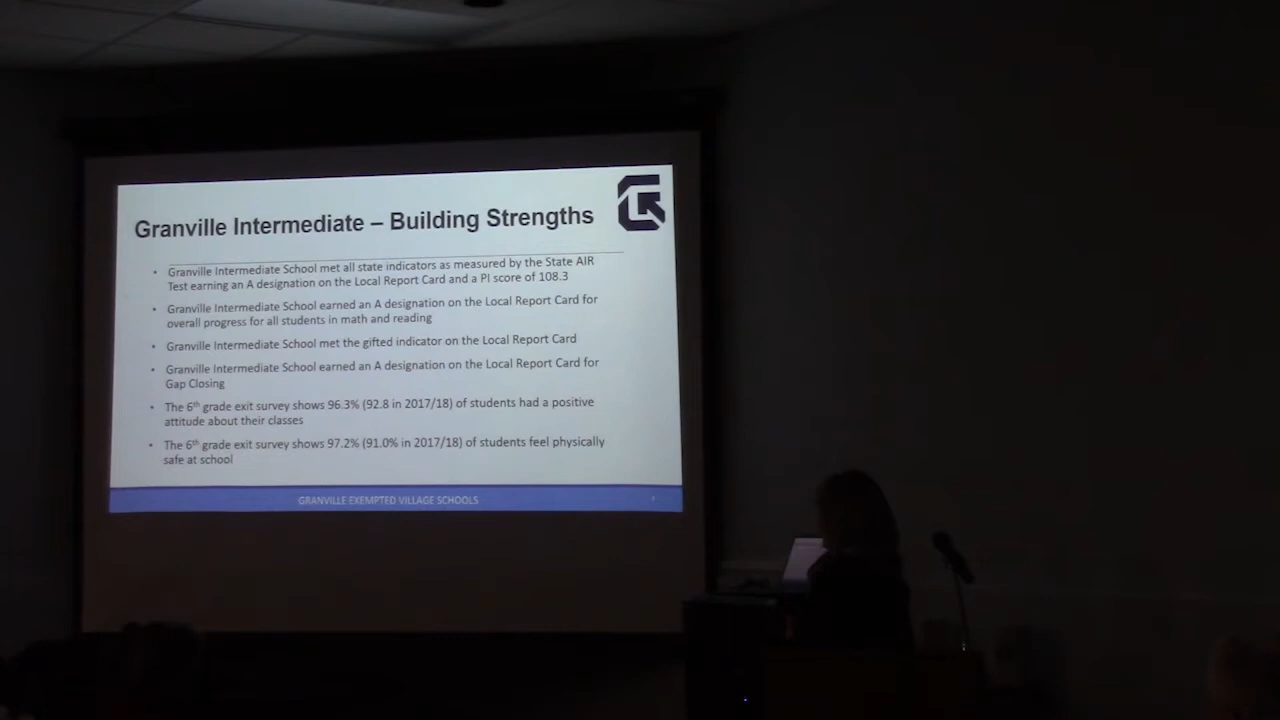 Granville Intermediate – Building Strengths
• Granville Intermediate School met all state indicators as measured by the State AIR
Test earning an A designation on the Local Report Card and a PI score of 108.3
• Granville Intermediate School earned an A designation on the Local Report Card for
overall progress for all students in math and reading
• Granville Intermediate School met the gifted indicator on the Local Report Card
• Granville Intermediate School earned an A designation on the Local Report Card for
Gap Closing
• The 6th grade exit survey shows 96.3% (92.8 in 2017/18) of students had a positive
attitude about their classes
• The 6th grade exit survey shows 97.2% (91.0% in 2017/18) of students feel physically
safe at school
GRANVILLE EXEMPTED VILLAGE SCHOOLS